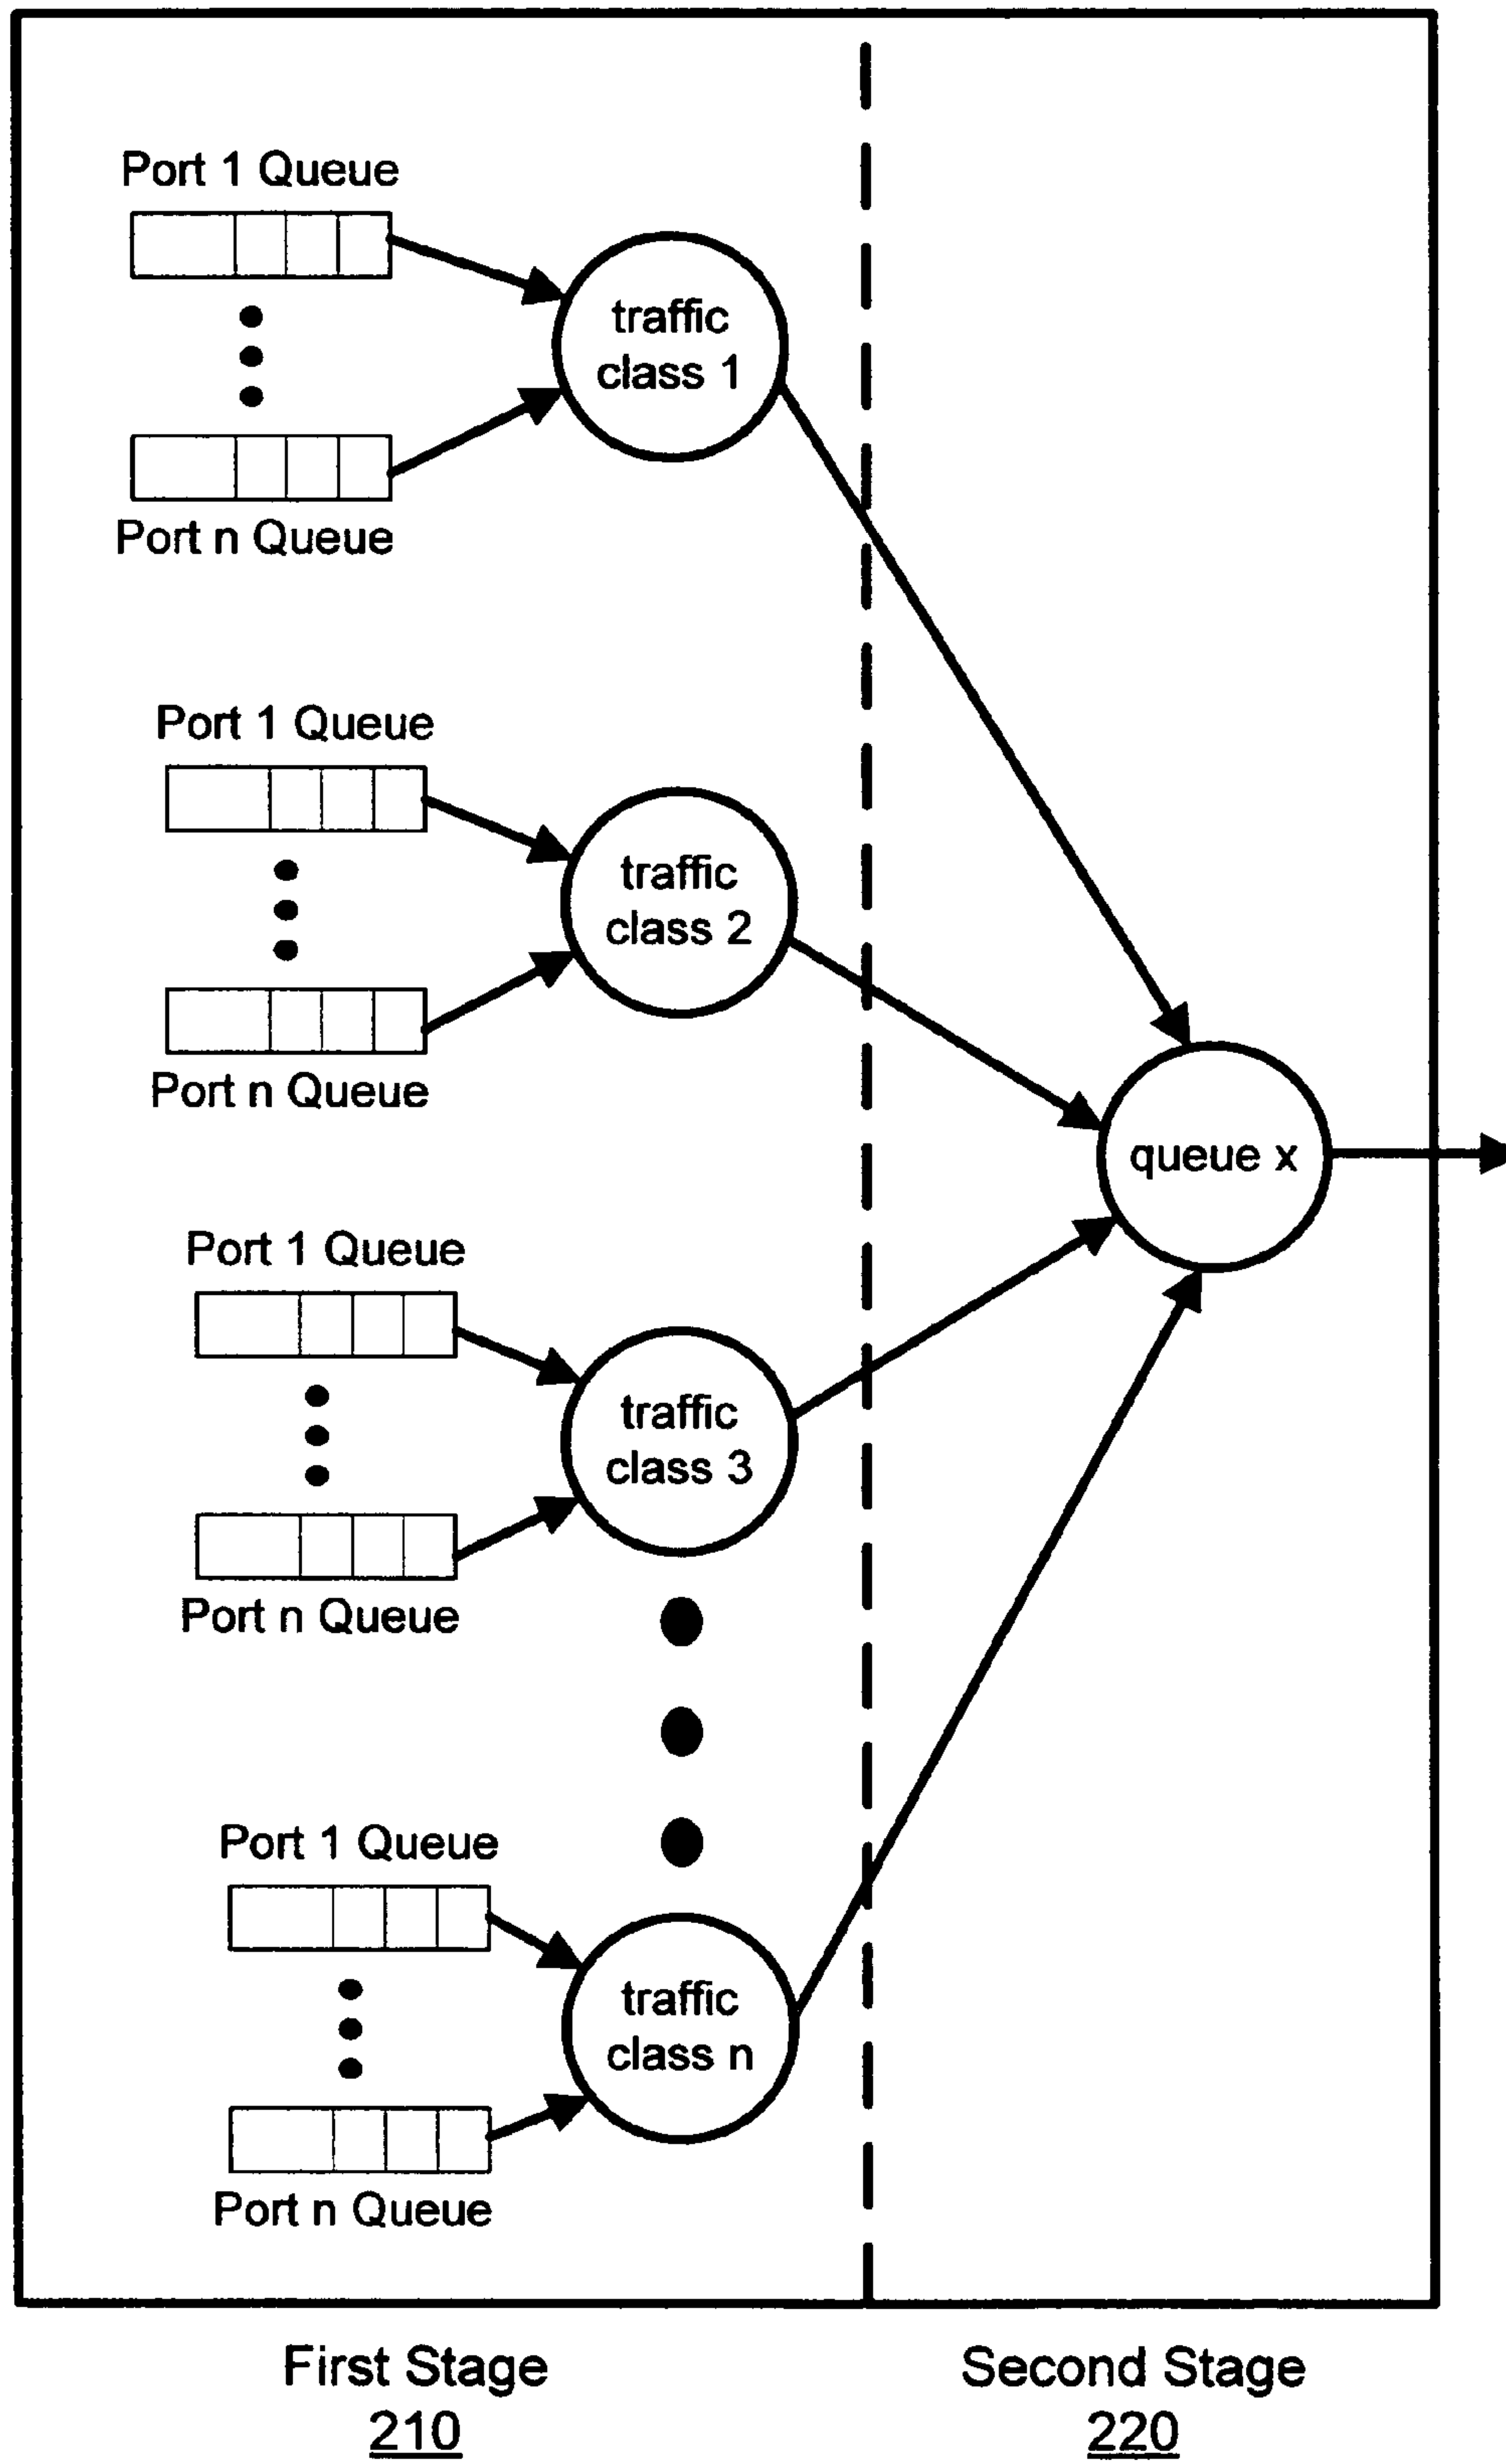 Port 1 Queue
traffic
class 1
Port n Queue
Port 1 Queue
traffic
class 2
Port n Queue
queue x
Port 1 Queue
traffic
class 3
Port n Queue
Port 1 Queue
traffic
class n
Port n Queue
First Stage
210
Second Stage
220